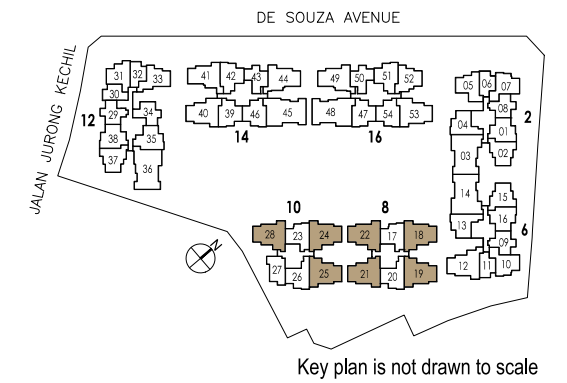 DE SOUZA AVENUE
JALAN JURONG KECHIL
31 32 33
30
29
12
38
37
34
35
36
41 42 43 44
40 39 46 45
14
49 50 51 52
48 47 54 53
16
05 06 07
08
2
04
01
03
02
14
15
13
16
6
09
12 11 10
10
28 23 24
27 26 25
8
22 17 18
21 20 19
N
Key plan is not drawn to scale